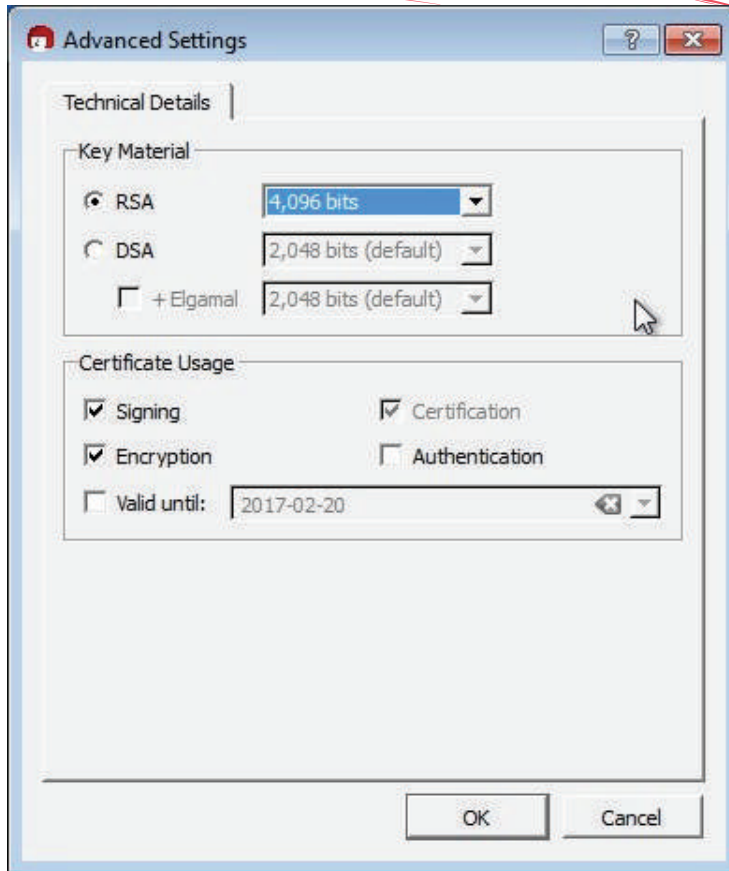 Advanced Settings
Technical Details
Key Material
RSA 4,096 bits
DSA 2,048 bits (default)
+ Elgamal 2,048 bits (default)
Certificate Usage
Signing Certification
Encryption Authentication
Valid until: 2017-02-20
OK Cancel